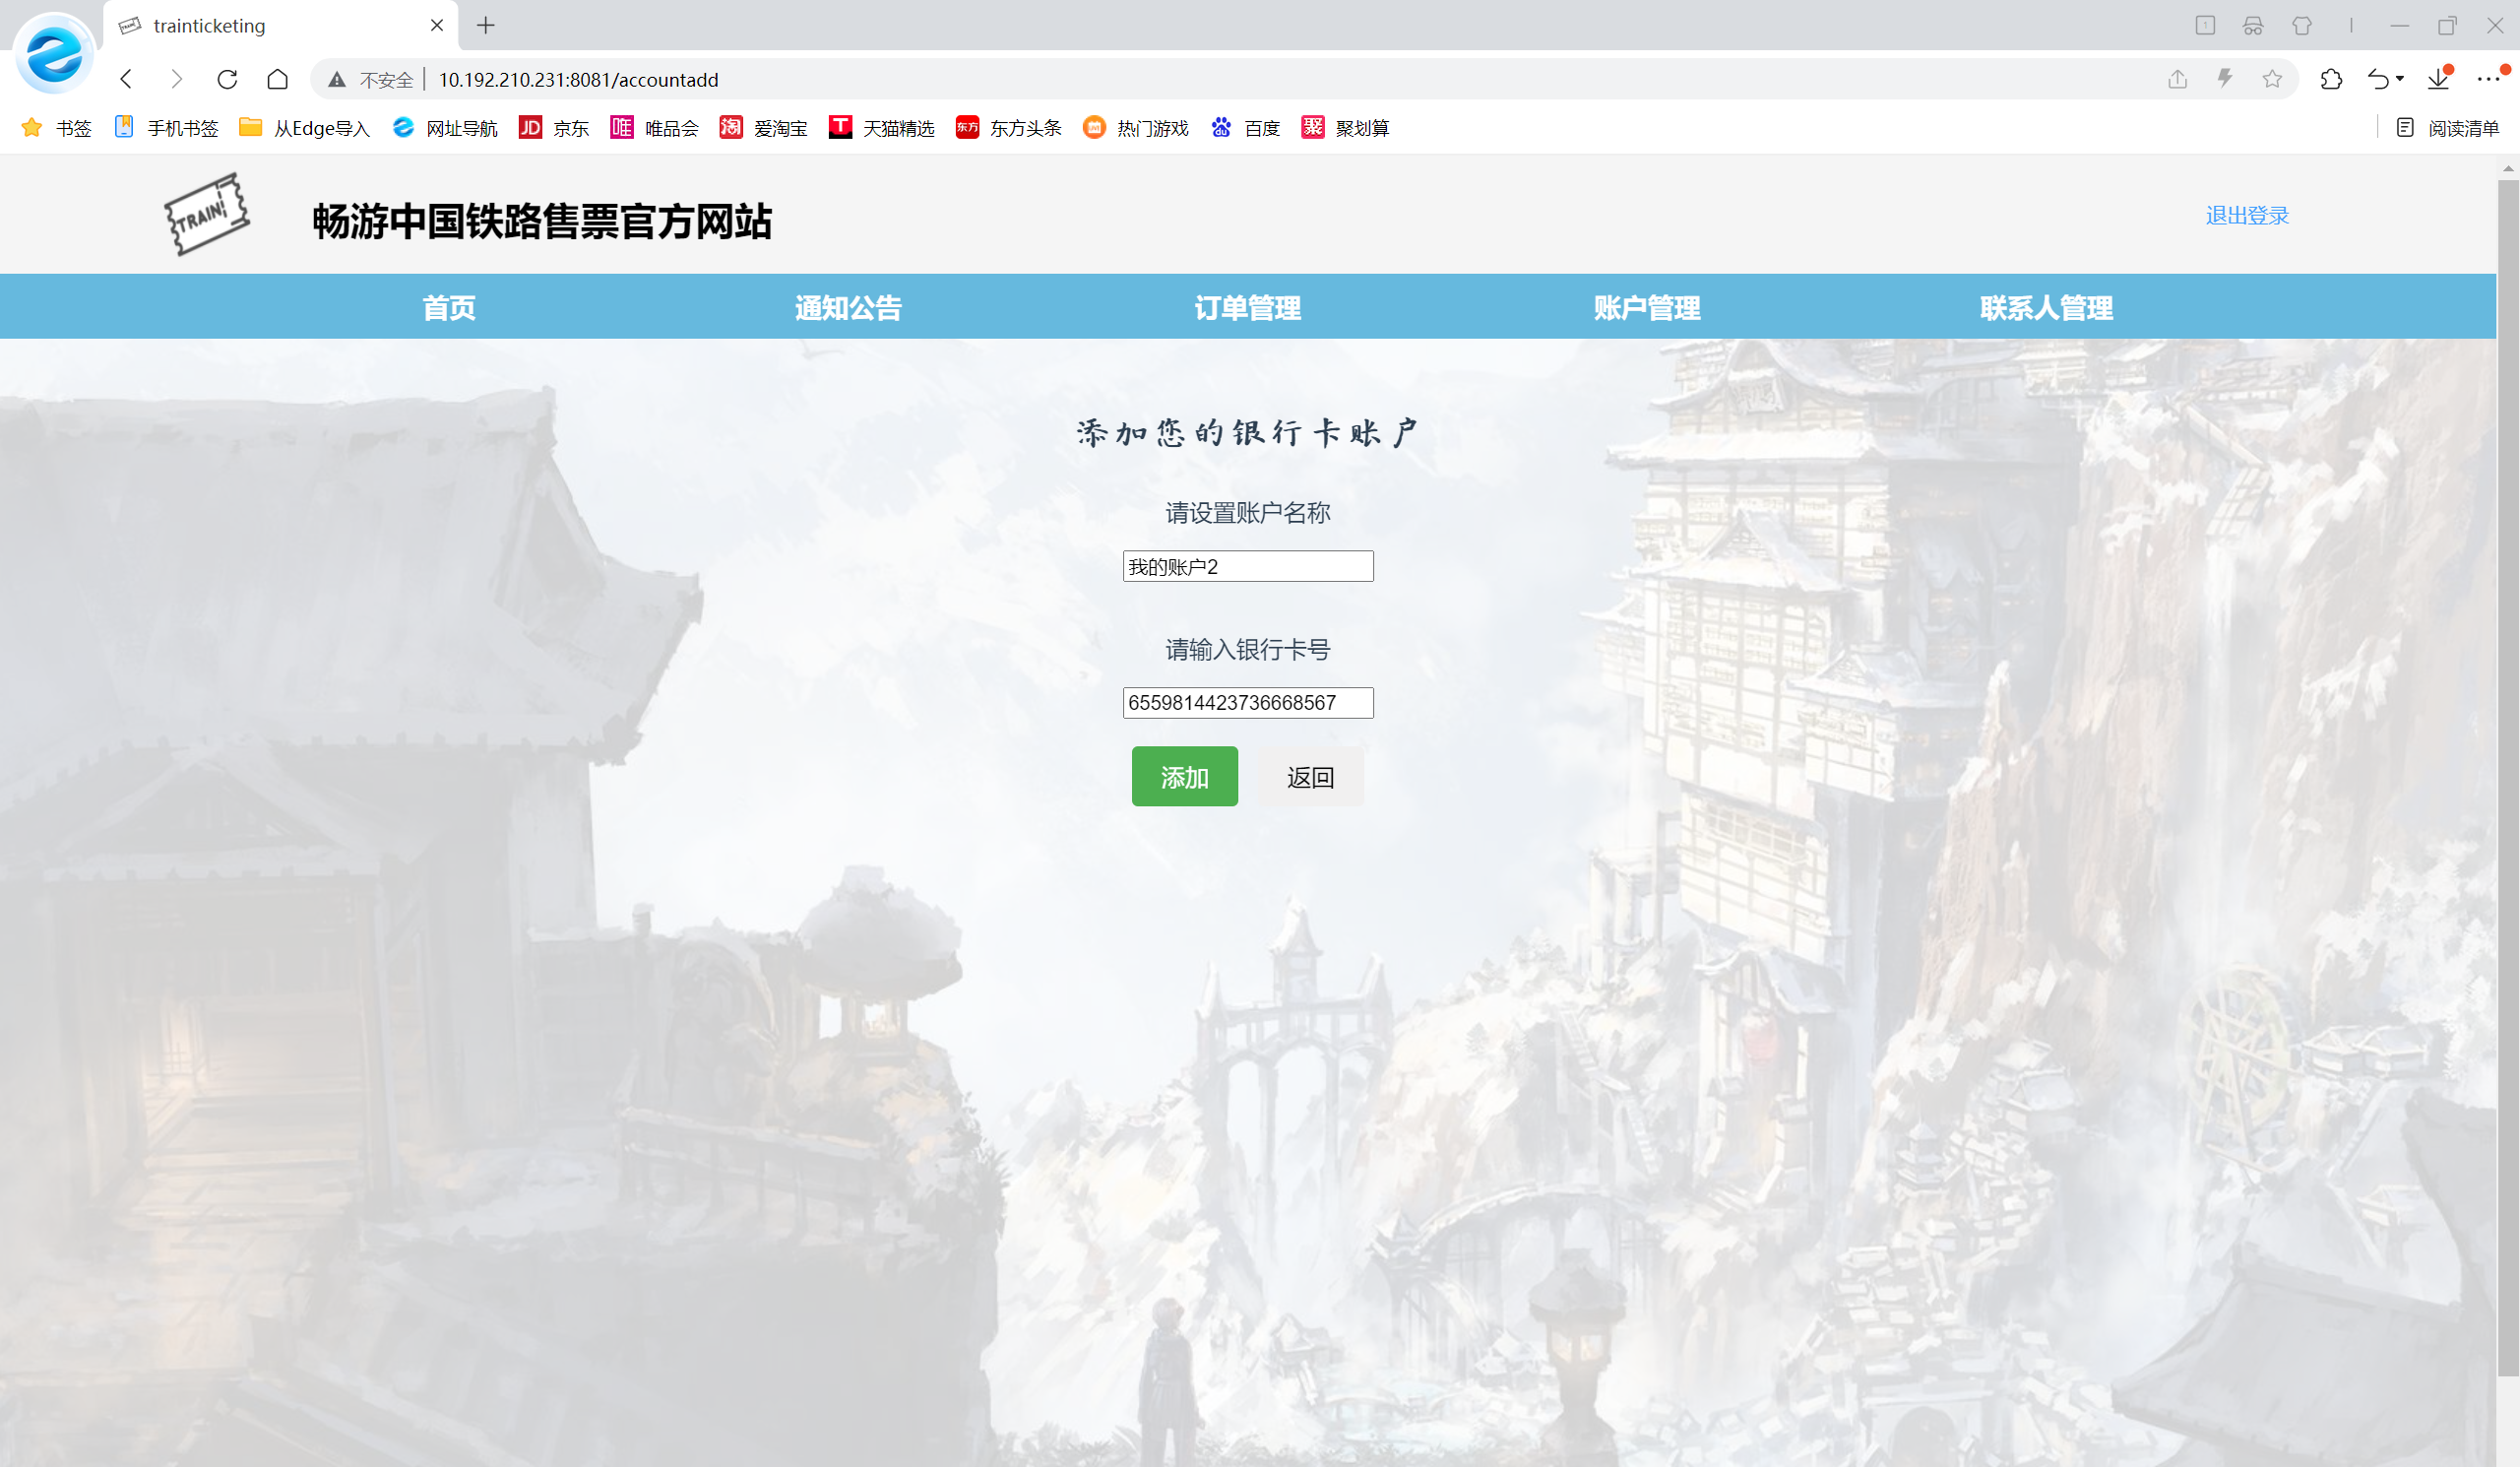 trainticketing
不安全 10.192.210.231:8081/accountadd
书签 手机书签 从Edge导入 网址导航 JD 京东 唯 唯品会 淘 爱淘宝 T 天猫精选 东方 东方头条 热门游戏 百度 聚 聚划算 阅读清单
TRAIN! 畅游中国铁路售票官方网站 退出登录
首页 通知公告 订单管理 账户管理 联系人管理
添加您的银行卡账户
请设置账户名称
我的账户2
请输入银行卡号
6559814423736668567
添加 返回